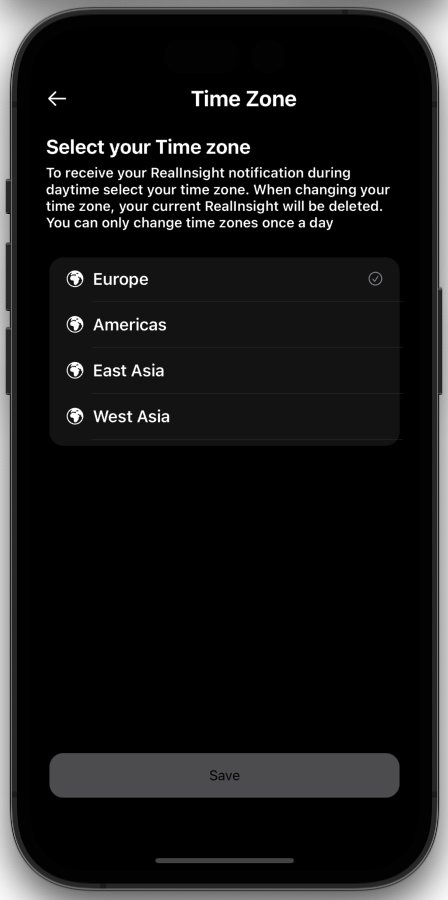 Time Zone
Select your Time zone
To receive your RealInsight notification during
daytime select your time zone. When changing your
time zone, your current RealInsight will be deleted.
You can only change time zones once a day
Europe
Americas
East Asia
West Asia
Save